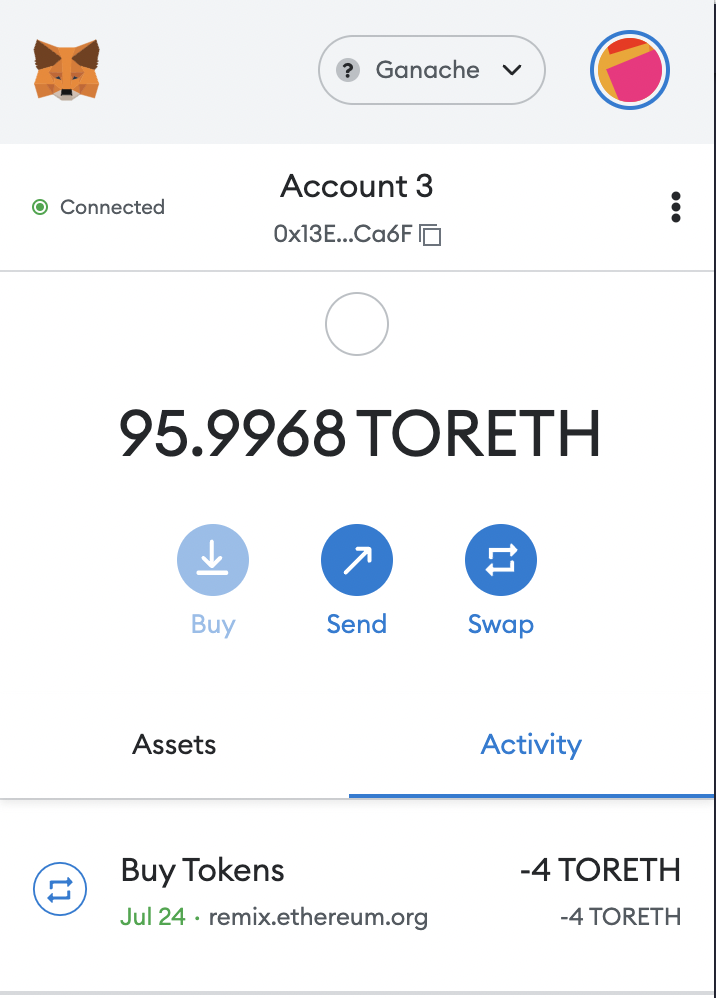 ? Ganache
Connected
Account 3
0x13E...Ca6F
95.9968 TORETH
Buy
Send
Swap
Assets
Activity
Buy Tokens
-4 TORETH
Jul 24 · remix.ethereum.org
-4 TORETH